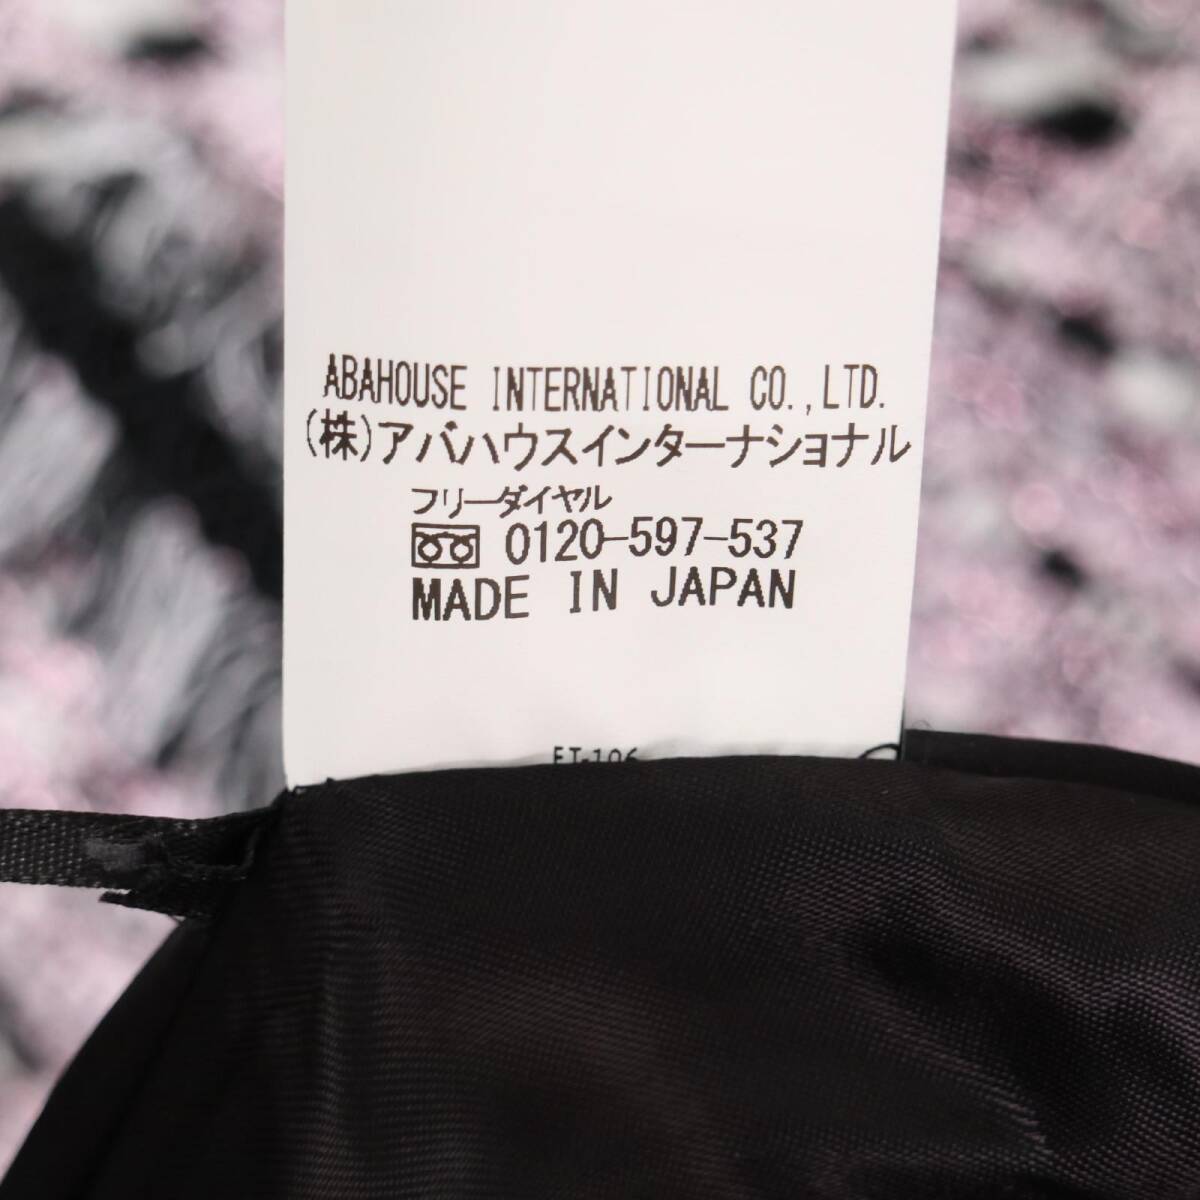 ABAHOUSE INTERNATIONAL CO.,LTD.
(株)アバハウスインターナショナル
フリーダイヤル
0120-597-537
MADE IN JAPAN